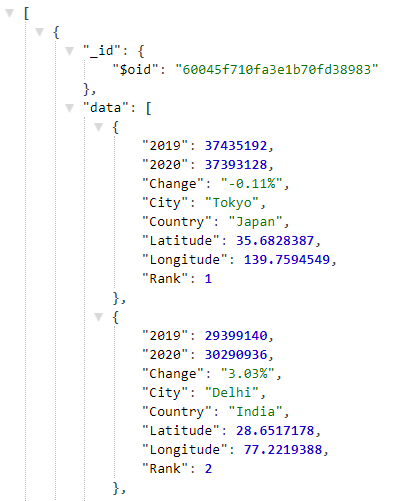 [
{
"_id": {
"$oid": "60045f710fa3e1b70fd38983"
},
"data": [
{
"2019": 37435192,
"2020": 37393128,
"Change": "-0.11%",
"City": "Tokyo",
"Country": "Japan",
"Latitude": 35.6828387,
"Longitude": 139.7594549,
"Rank": 1
},
{
"2019": 29399140,
"2020": 30290936,
"Change": "3.03%",
"City": "Delhi",
"Country": "India",
"Latitude": 28.6517178,
"Longitude": 77.2219388,
"Rank": 2
},